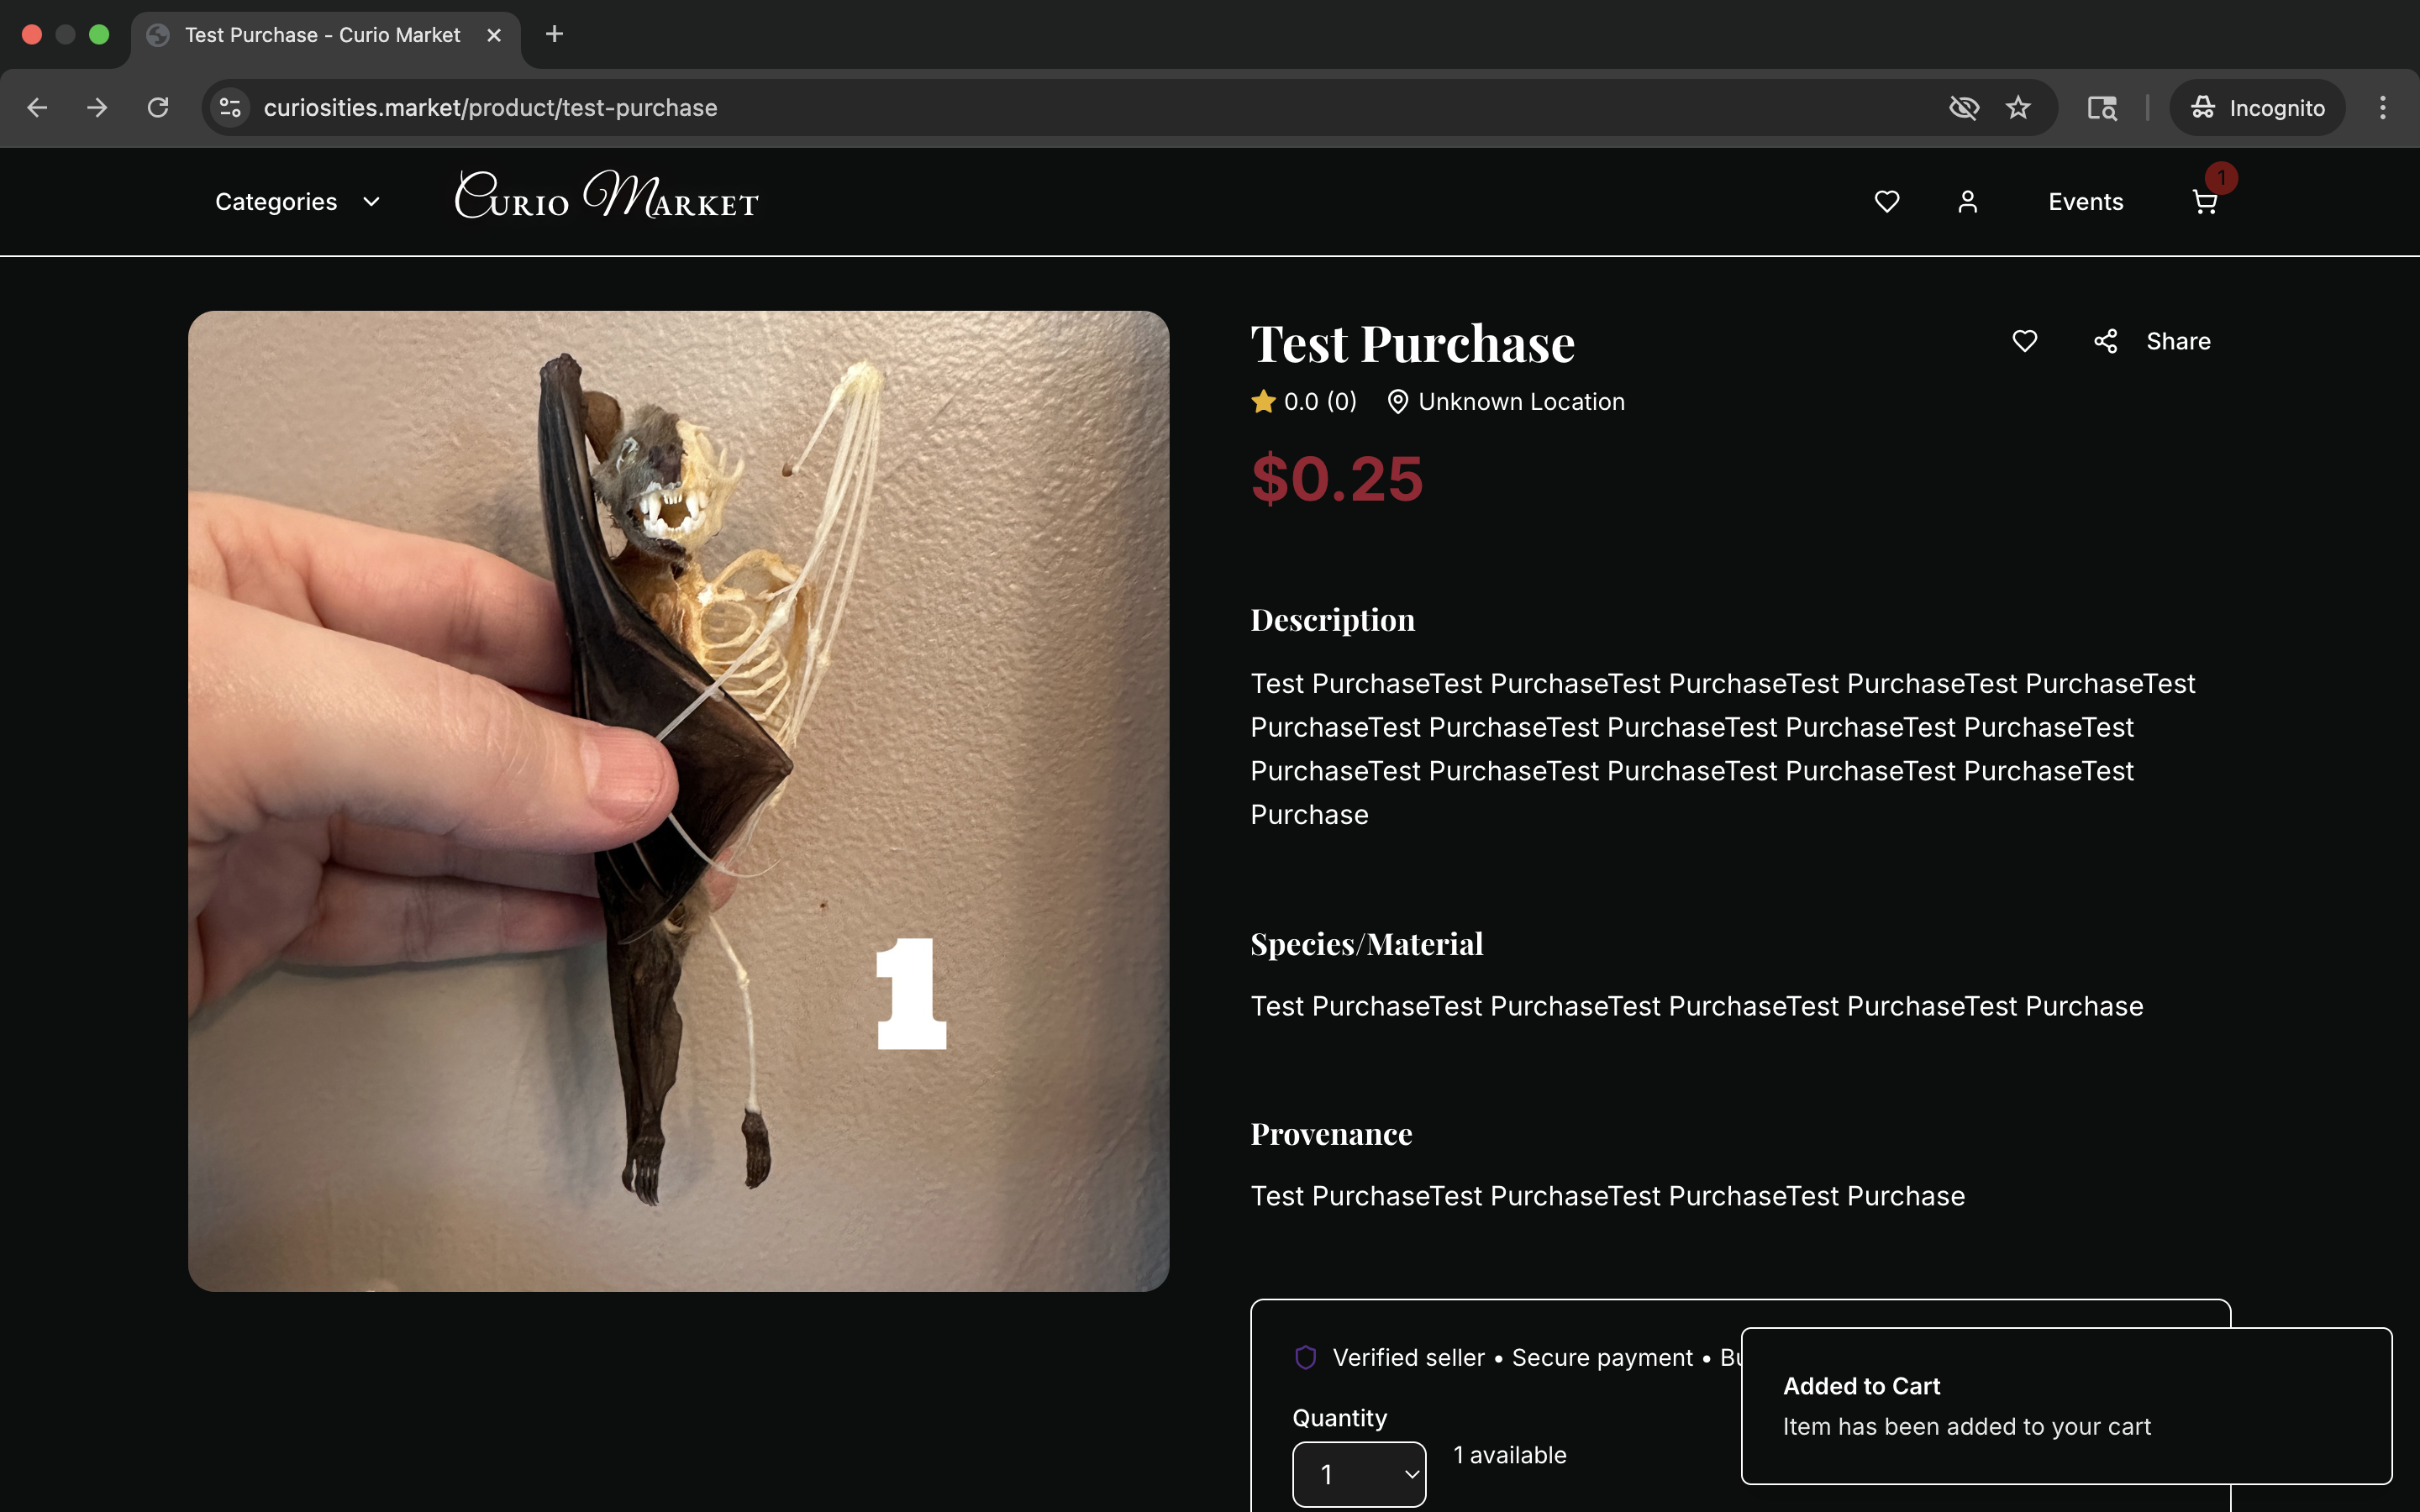 Test Purchase - Curio Market
curiosities.market/product/test-purchase
Incognito
Categories
Curio Market
Events
1
Test Purchase
Share
0.0 (0)
Unknown Location
$0.25
Description
Test PurchaseTest PurchaseTest PurchaseTest PurchaseTest PurchaseTest
PurchaseTest PurchaseTest PurchaseTest PurchaseTest PurchaseTest
PurchaseTest PurchaseTest PurchaseTest PurchaseTest PurchaseTest
Purchase
Species/Material
Test PurchaseTest PurchaseTest PurchaseTest PurchaseTest Purchase
Provenance
Test PurchaseTest PurchaseTest PurchaseTest Purchase
1
Verified seller • Secure payment •
Quantity
1
1 available
Added to Cart
Item has been added to your cart